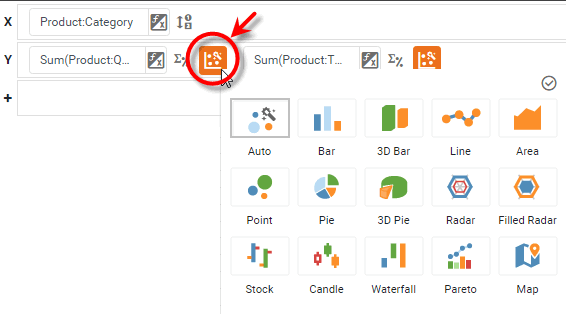 X Product:Category
Y Sum(Product:Q... Sum(Product:T...
+
Auto Bar 3D Bar Line Area
Point Pie 3D Pie Radar Filled Radar
Stock Candle Waterfall Pareto Map